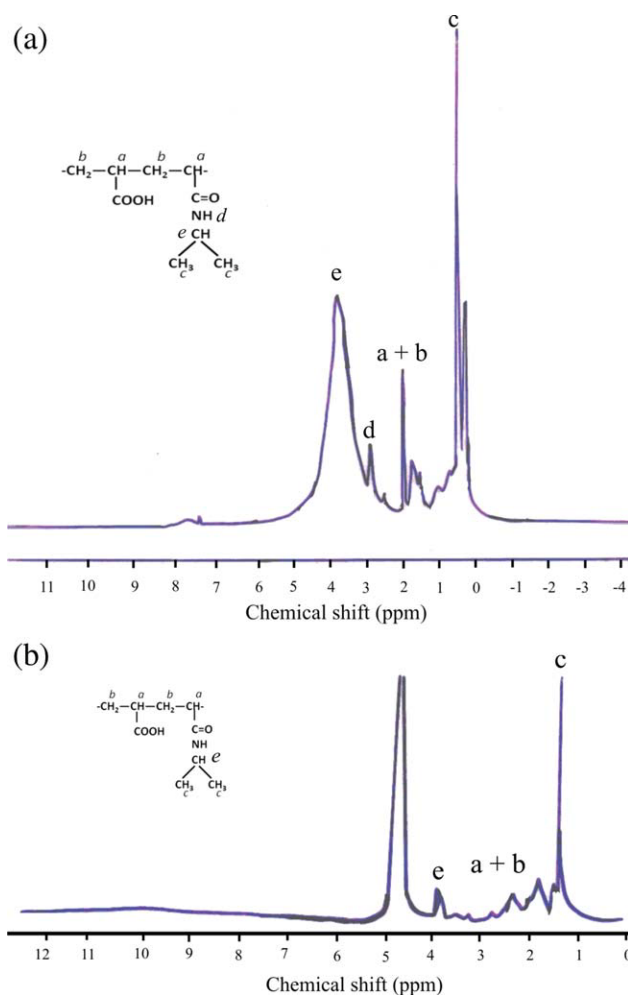 (a)
c
b a b a
-CH₂-CH-CH₂-CH-
COOH C=O
NH d
e CH
CH₃ CH₃
c c
e
a + b
d
11 10 9 8 7 6 5 4 3 2 1 0 -1 -2 -3 -4
Chemical shift (ppm)
(b)
c
b a b a
-CH₂-CH-CH₂-CH-
COOH C=O
NH
CH e
CH₃ CH₃
c c
e
a + b
12 11 10 9 8 7 6 5 4 3 2 1 0
Chemical shift (ppm)